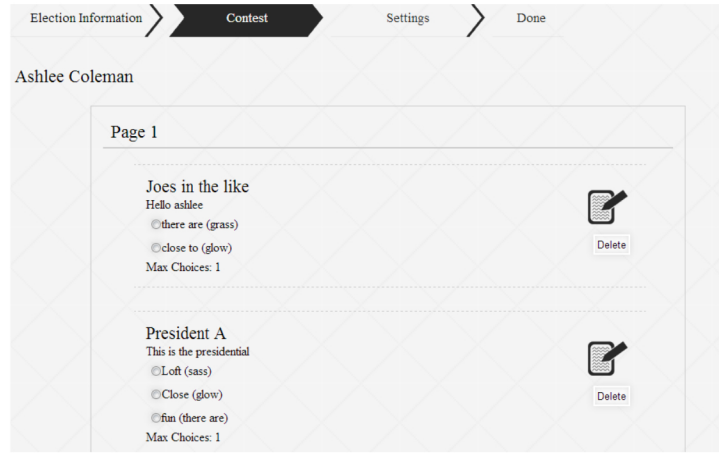 Election Information Contest Settings Done
Ashlee Coleman
Page 1
Joes in the like
Hello ashlee
there are (grass)
close to (glow)
Delete
Max Choices: 1
President A
This is the presidential
Loft (sass)
Close (glow)
Delete
fun (there are)
Max Choices: 1